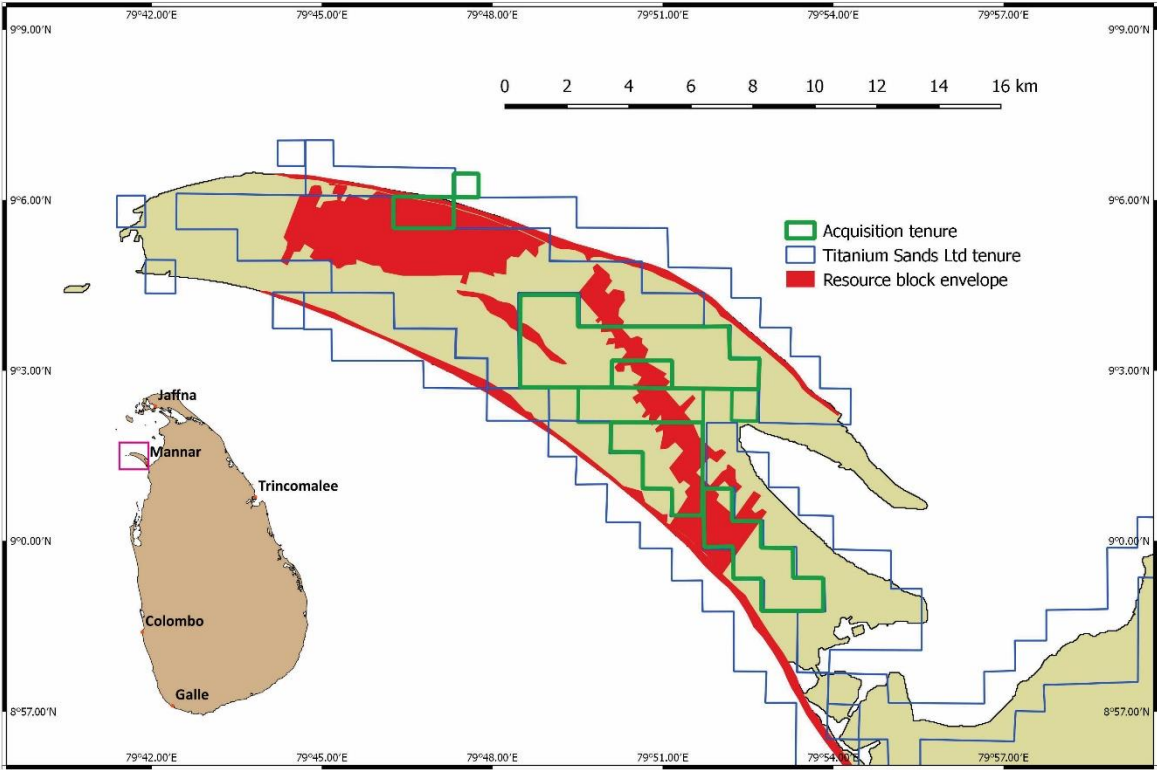 79°42.00'E 79°45.00'E 79°48.00'E 79°51.00'E 79°54.00'E 79°57.00'E
9°9.00'N 9°9.00'N
0 2 4 6 8 10 12 14 16 km
9°6.00'N 9°6.00'N
Acquisition tenure
Titanium Sands Ltd tenure
Resource block envelope
9°3.00'N 9°3.00'N
Jaffna
Mannar
Trincomalee
9°0.00'N 9°0.00'N
Colombo
Galle
8°57.00'N 8°57.00'N
79°42.00'E 79°45.00'E 79°48.00'E 79°51.00'E 79°54.00'E 79°57.00'E